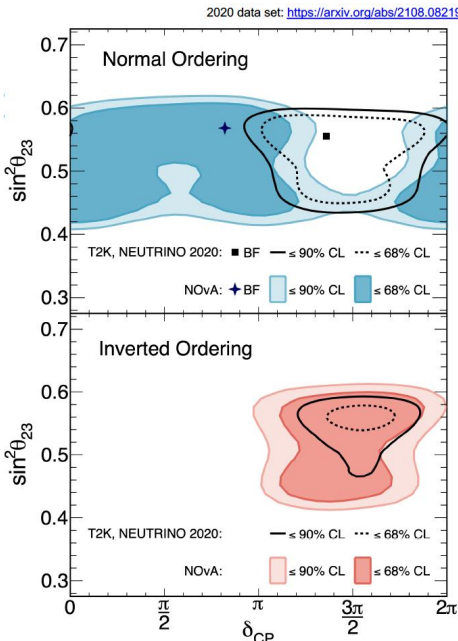 2020 data set: https://arxiv.org/abs/2108.08219
0.7
Normal Ordering
0.6
sin²θ₂₃
0.5
0.4
T2K, NEUTRINO 2020: BF ≤ 90% CL ≤ 68% CL
NOvA: BF ≤ 90% CL ≤ 68% CL
0.3
0.7
Inverted Ordering
0.6
sin²θ₂₃
0.5
0.4
T2K, NEUTRINO 2020: ≤ 90% CL ≤ 68% CL
NOvA: ≤ 90% CL ≤ 68% CL
0.3
0 π/2 π 3π/2 2π
δCP